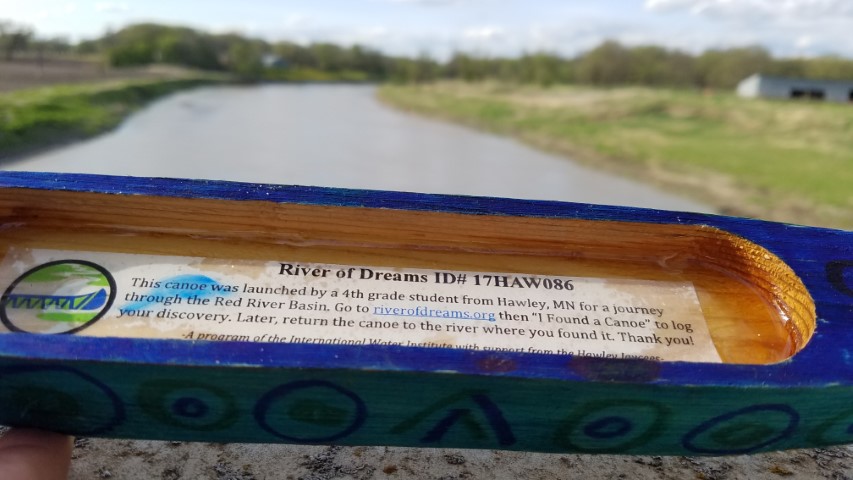 River of Dreams ID# 17HAW086
This canoe was launched by a 4th grade student from Hawley, MN for a journey
through the Red River Basin. Go to riverofdreams.org then "I Found a Canoe" to log
your discovery. Later, return the canoe to the river where you found it. Thank you!
-A program of the International Water Institute with support from the Hawley Jaycees-